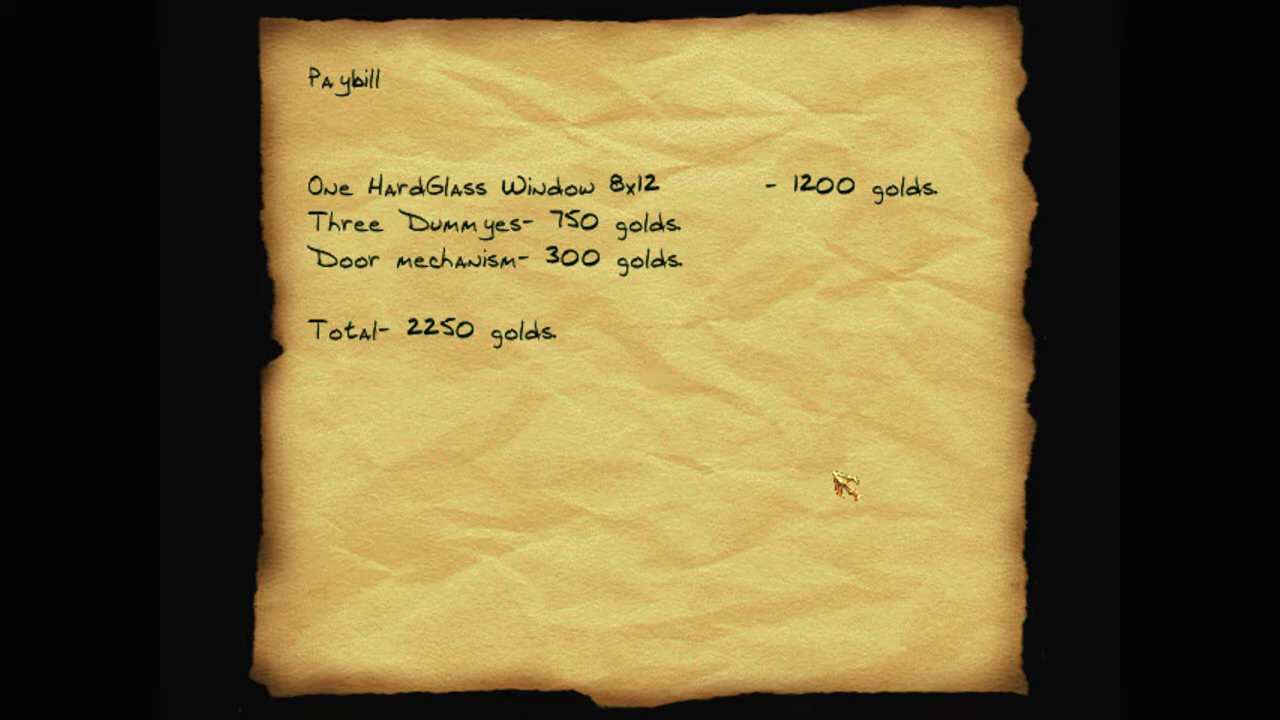 Paybill
One HardGlass Window 8x12 - 1200 golds.
Three Dummyes- 750 golds.
Door mechanism- 300 golds.
Total- 2250 golds.